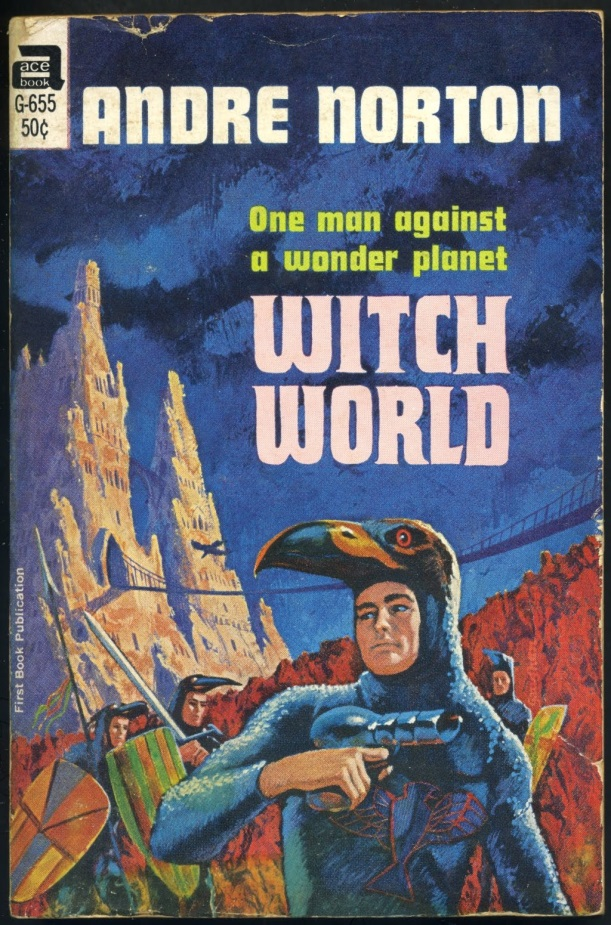 ace
book
G-655
50¢
ANDRE NORTON
One man against
a wonder planet
WITCH
WORLD
First Book Publication